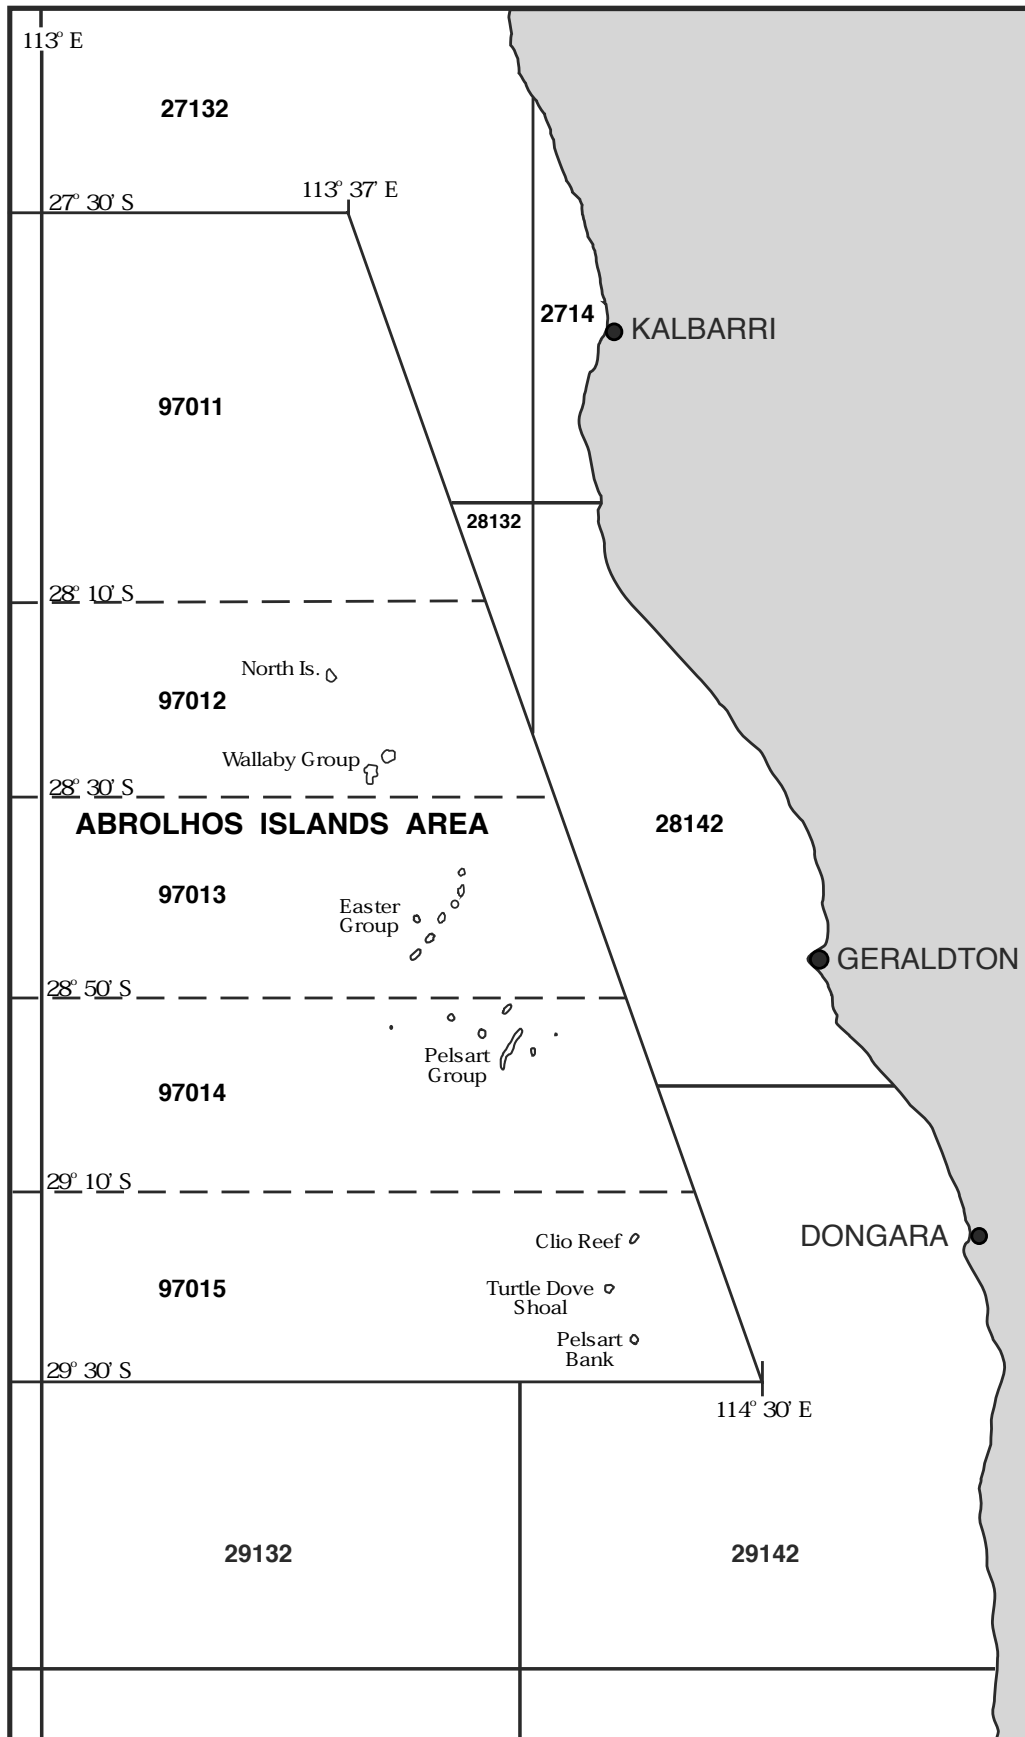 113° E
27132
113° 37' E
27° 30' S
2714
KALBARRI
97011
28132
28° 10' S
North Is.
97012
Wallaby Group
28° 30' S
ABROLHOS ISLANDS AREA
28142
97013
Easter
Group
GERALDTON
28° 50' S
Pelsart
Group
97014
29° 10' S
DONGARA
Clio Reef
97015
Turtle Dove
Shoal
Pelsart
Bank
29° 30' S
114° 30' E
29132
29142